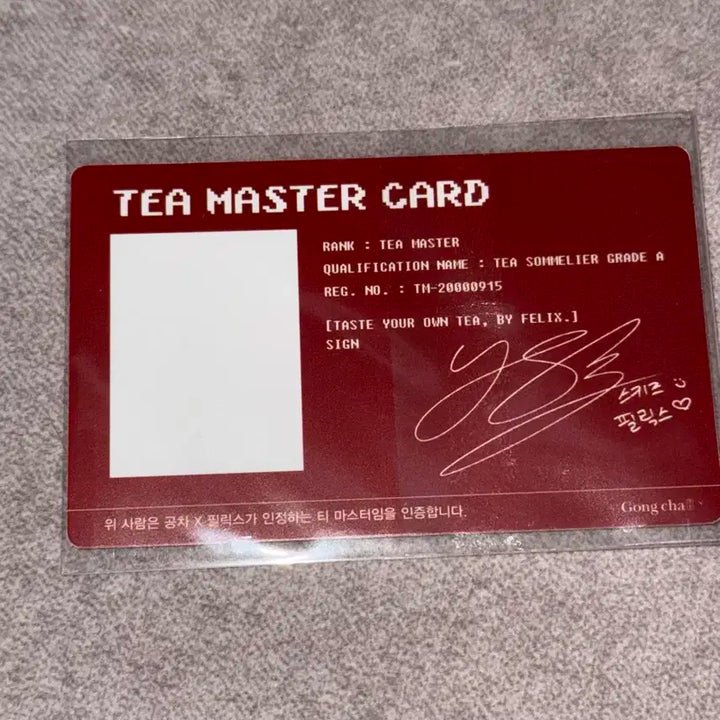 TEA MASTER CARD
RANK : TEA MASTER
QUALIFICATION NAME : TEA SOMMELIER GRADE A
REG. NO. : TM-20000915
[TASTE YOUR OWN TEA, BY FELIX.]
SIGN
스키즈
필릭스♡
위 사람은 공차 X 필릭스가 인정하는 티 마스터임을 인증합니다.
Gong cha